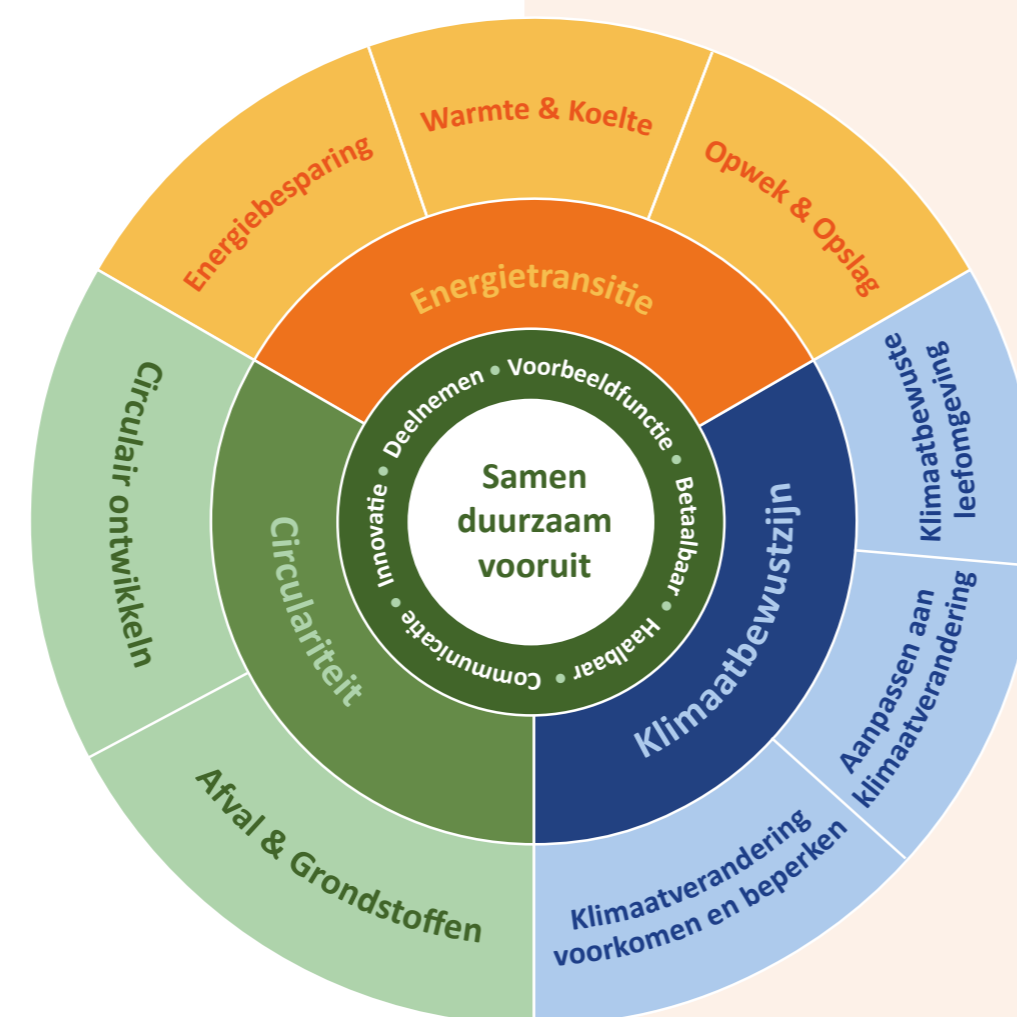 Samen
duurzaam
vooruit
Voorbeeldfunctie • Betaalbaar • Haalbaar • Communicatie • Innovatie • Deelnemen •
Energietransitie
Energiebesparing
Warmte & Koelte
Opwek & Opslag
Klimaatbewustzijn
Klimaatbewuste
leefomgeving
Aanpassen aan
klimaatverandering
Klimaatverandering
voorkomen en beperken
Circulariteit
Afval & Grondstoffen
Circulair ontwikkeln